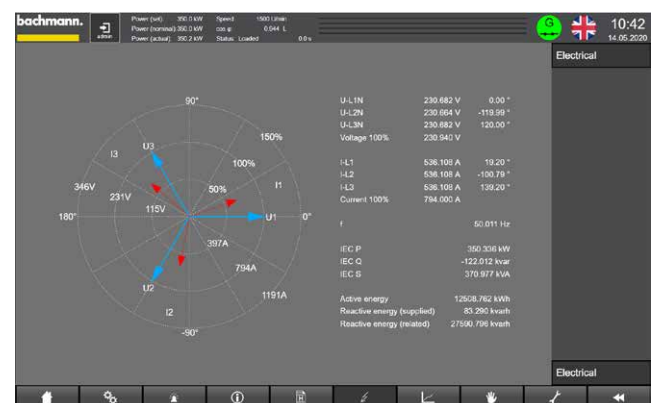 bachmann.
admin
Power (set) 350.0 kW Speed 1500 U/min
Power (nominal) 350.0 kW cos φ 0.944 L
Power (actual) 350.2 kW Status Loaded 0.0 s
G
10:42
14.05.2020
Electrical
90°
150%
100%
50%
U3
I3
I1
346V
231V
115V
180°
U1
0°
397A
794A
1191A
U2
I2
-90°
U-L1N 230.682 V 0.00 °
U-L2N 230.664 V -119.99 °
U-L3N 230.682 V 120.00 °
Voltage 100% 230.940 V
I-L1 536.108 A 19.20 °
I-L2 536.108 A -100.79 °
I-L3 536.108 A 139.20 °
Current 100% 794.000 A
f 50.011 Hz
IEC P 350.336 kW
IEC Q -122.012 kvar
IEC S 370.977 kVA
Active energy 12508.762 kWh
Reactive energy (supplied) 83.290 kvarh
Reactive energy (related) 27590.796 kvarh
Electrical